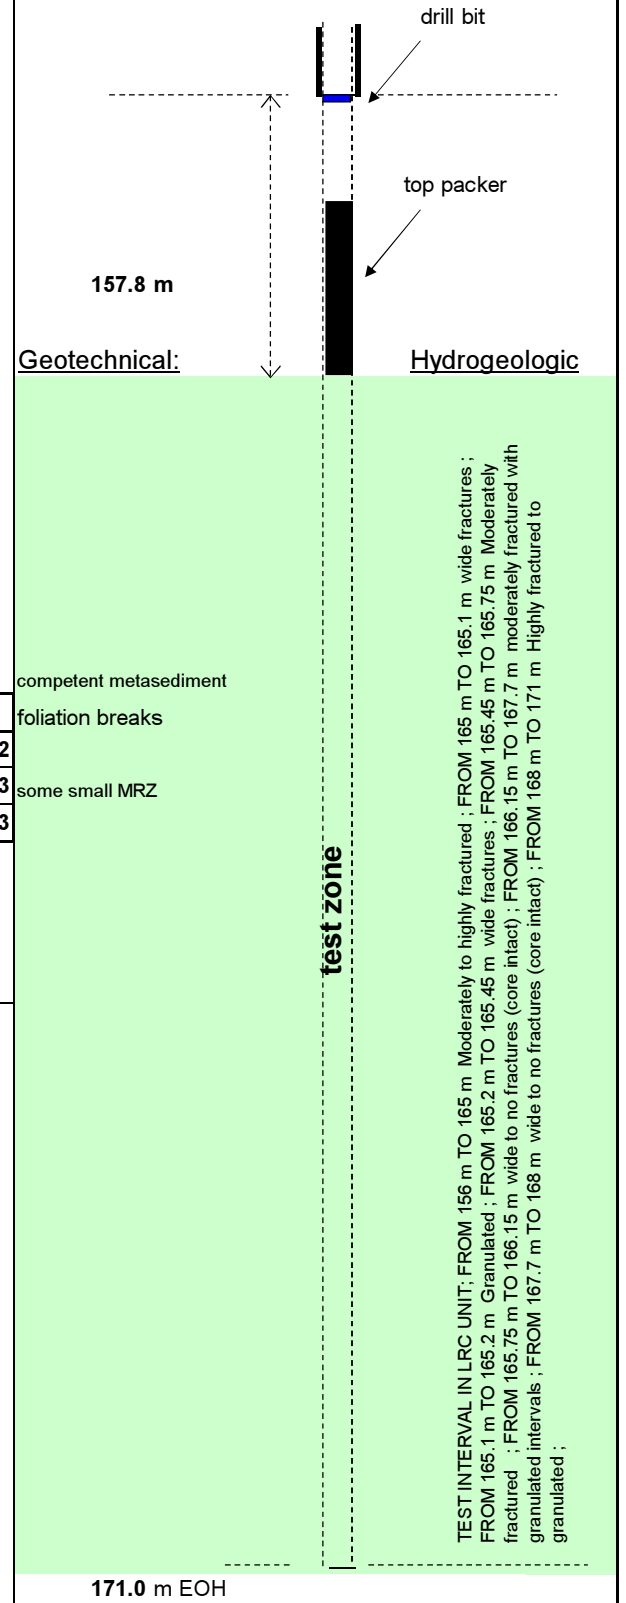 drill bit
top packer
157.8 m
Geotechnical:
Hydrogeologic
competent metasediment
foliation breaks
2
3
some small MRZ
3
test zone
TEST INTERVAL IN LRC UNIT; FROM 156 m TO 165 m Moderately to highly fractured ; FROM 165 m TO 165.1 m wide fractures ;
FROM 165.1 m TO 165.2 m Granulated ; FROM 165.2 m TO 165.45 m wide fractures ; FROM 165.45 m TO 165.75 m Moderately
fractured ; FROM 165.75 m TO 166.15 m wide to no fractures (core intact) ; FROM 166.15 m TO 167.7 m moderately fractured with
granulated intervals ; FROM 167.7 m TO 168 m wide to no fractures (core intact) ; FROM 168 m TO 171 m Highly fractured to
granulated ;
171.0 m EOH